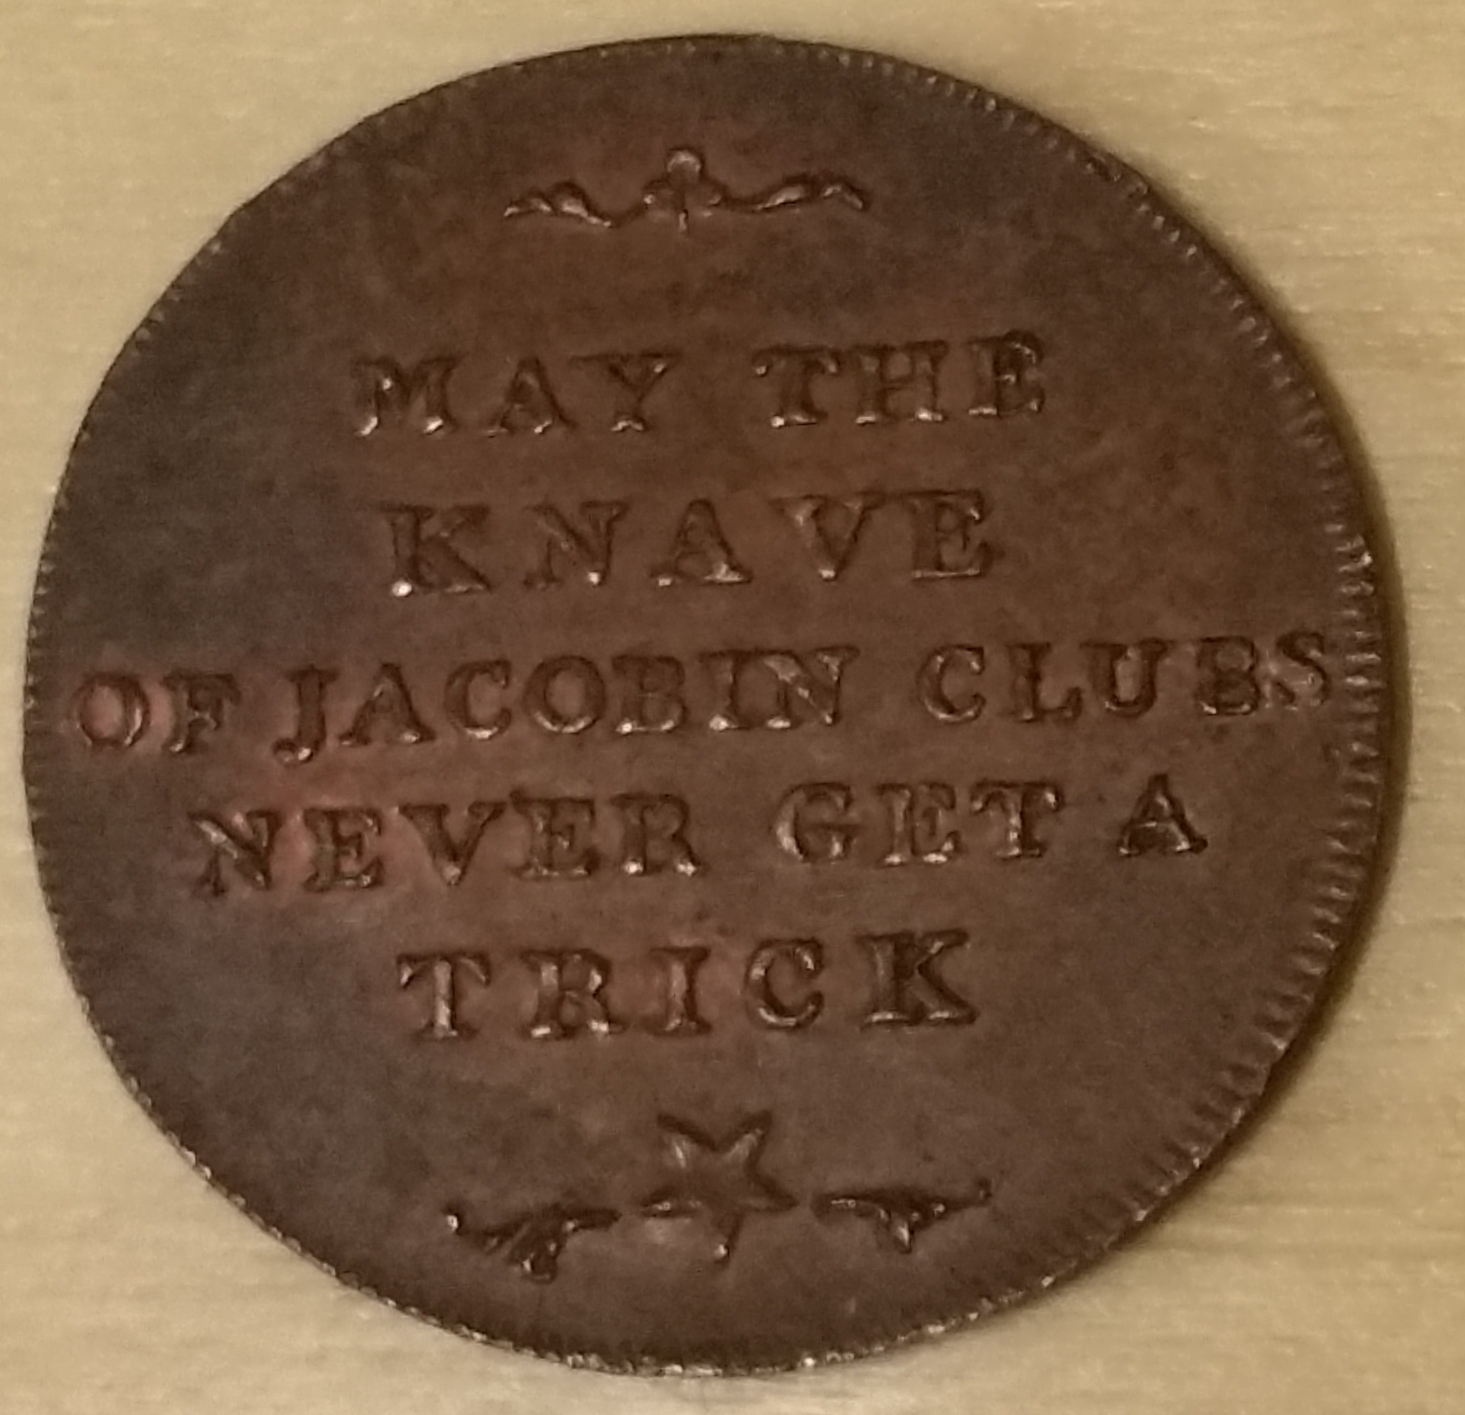 MAY THE
KNAVE
OF JACOBIN CLUBS
NEVER GET A
TRICK